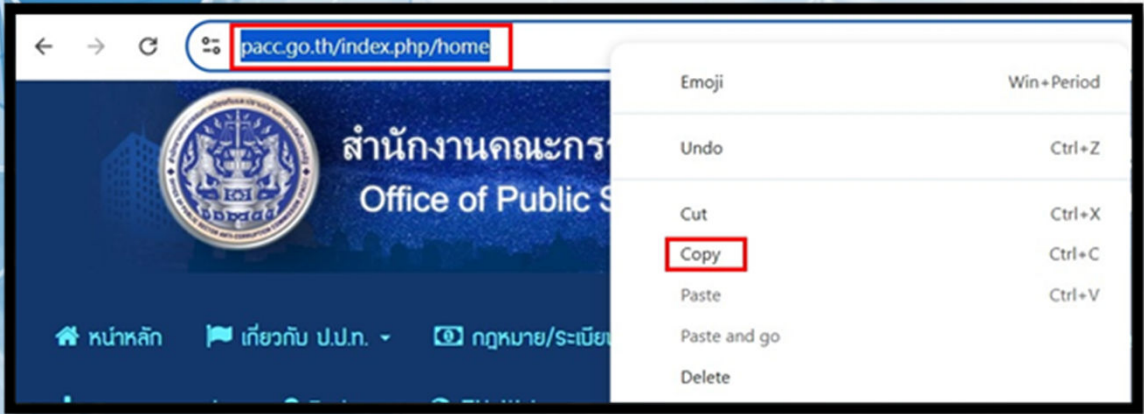 pacc.go.th/index.php/home
Emoji Win+Period
Undo Ctrl+Z
Cut Ctrl+X
Copy Ctrl+C
Paste Ctrl+V
Paste and go
Delete
สำนักงานคณะกรร
Office of Public S
หน้าหลัก เกี่ยวกับ ป.ป.ท. กฎหมาย/ระเบียบ